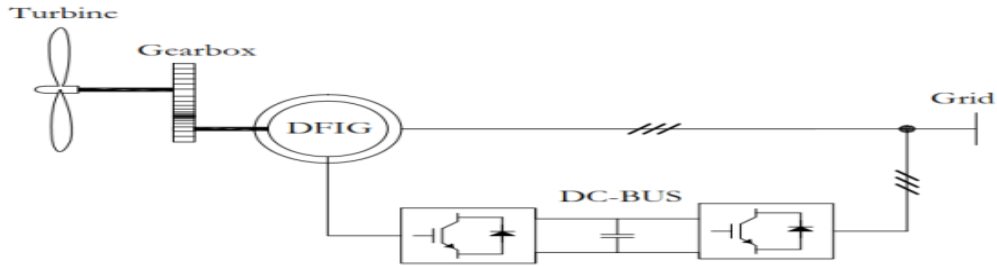 Turbine
Gearbox
DFIG
Grid
DC-BUS